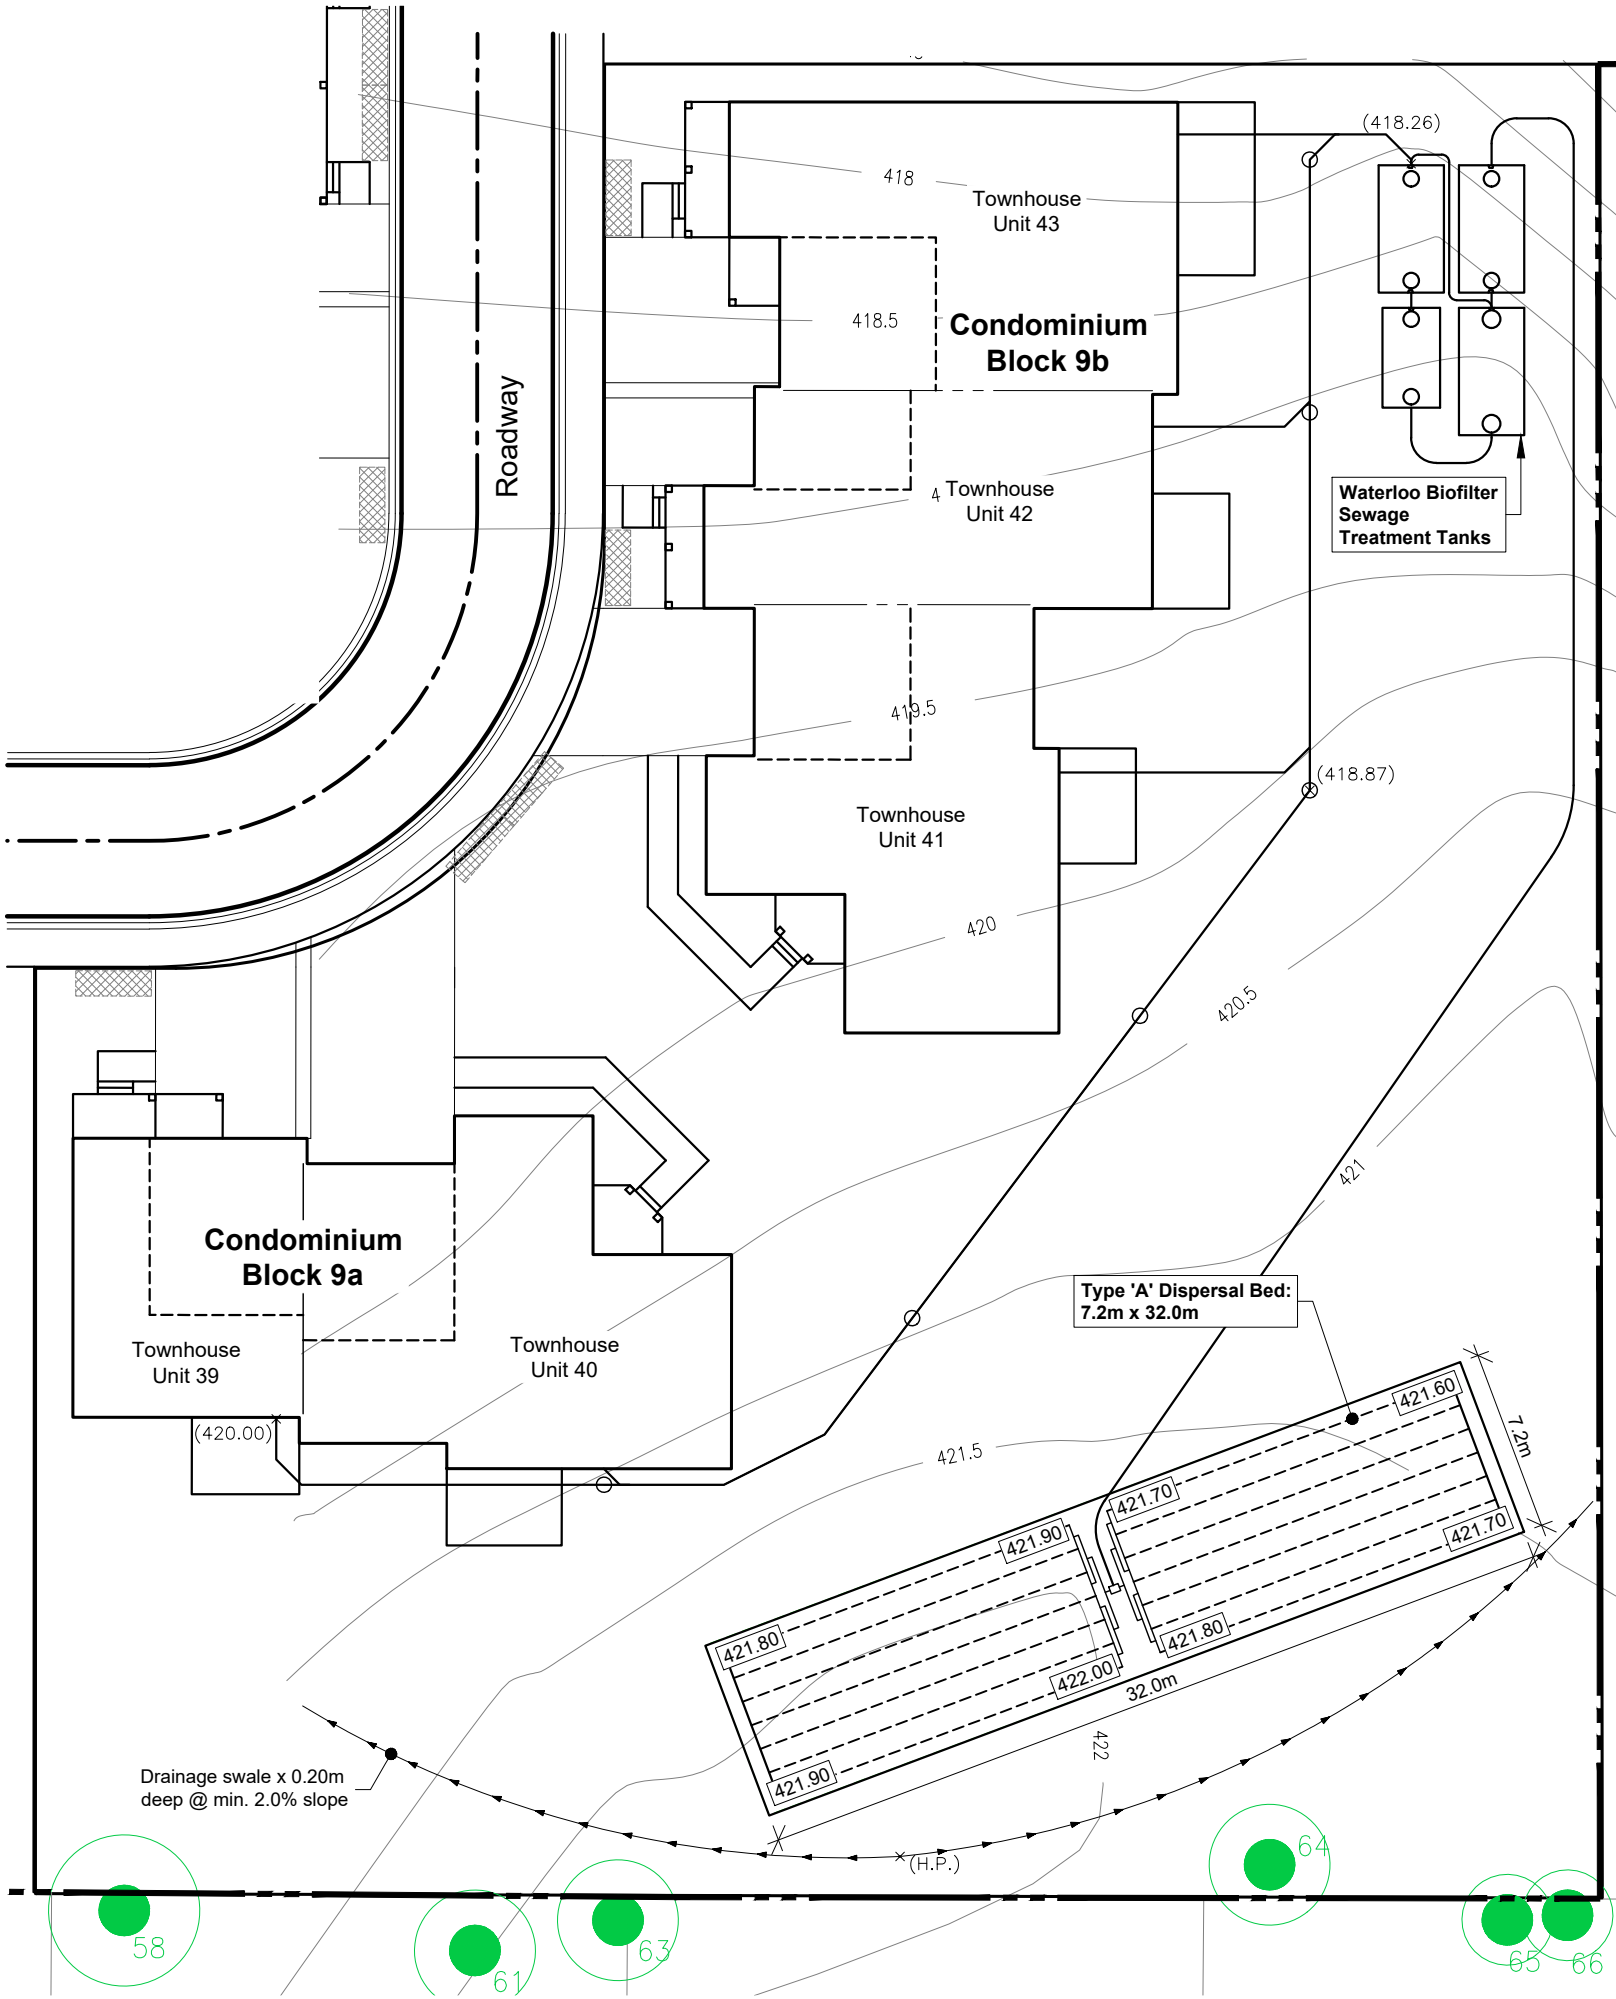 (418.26)
418
Townhouse
Unit 43
418.5
Condominium
Block 9b
Roadway
4
Townhouse
Unit 42
Waterloo Biofilter
Sewage
Treatment Tanks
419.5
(418.87)
Townhouse
Unit 41
420
420.5
421
Condominium
Block 9a
Type 'A' Dispersal Bed:
7.2m x 32.0m
Townhouse
Unit 39
Townhouse
Unit 40
(420.00)
421.5
421.60
7.2m
421.70
421.90
421.70
421.80
421.80
422.00
32.0m
421.90
422
Drainage swale x 0.20m
deep @ min. 2.0% slope
(H.P.)
64
58
61
63
65
66